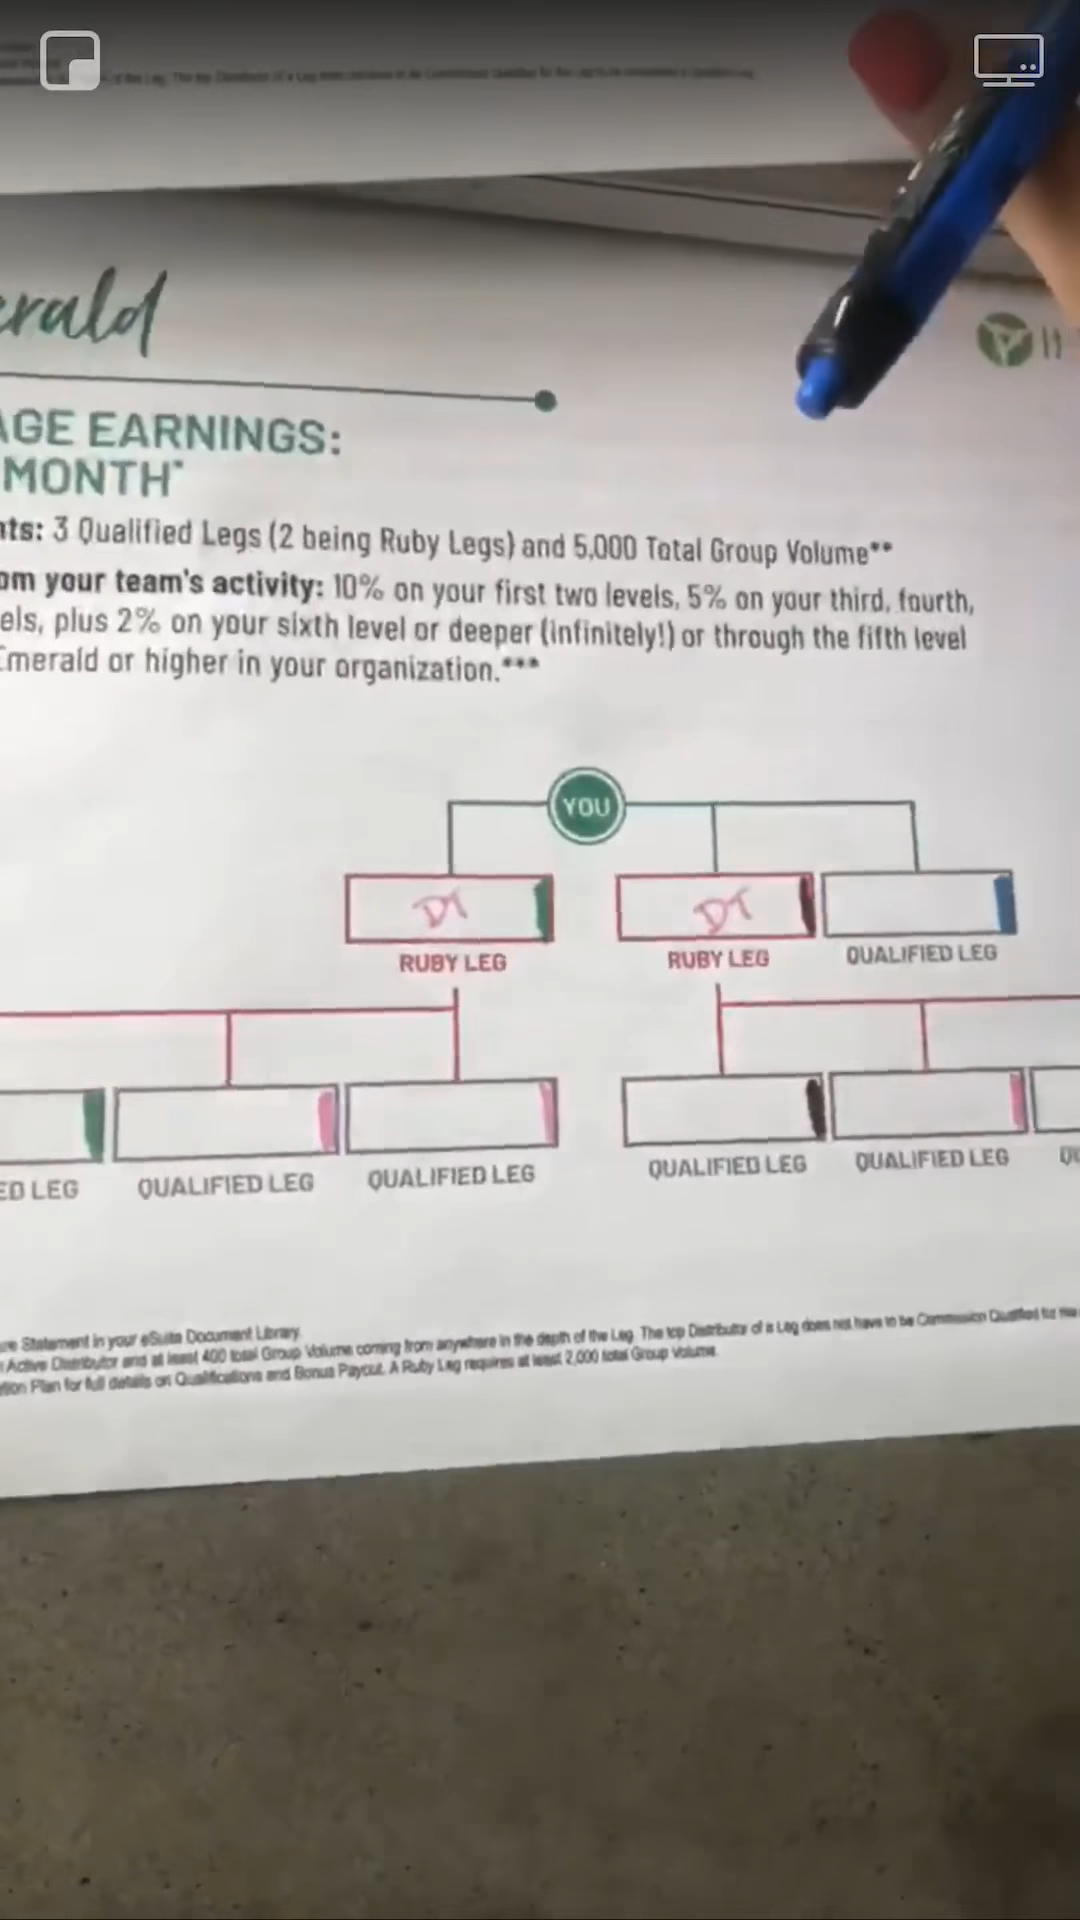 erald
AGE EARNINGS:
MONTH*
nts: 3 Qualified Legs (2 being Ruby Legs) and 5,000 Total Group Volume**
om your team's activity: 10% on your first two levels, 5% on your third, fourth,
els, plus 2% on your sixth level or deeper (infinitely!) or through the fifth level
Emerald or higher in your organization.***
It
YOU
DT
DT
RUBY LEG
RUBY LEG
QUALIFIED LEG
ED LEG
QUALIFIED LEG
QUALIFIED LEG
QUALIFIED LEG
QUALIFIED LEG
QU
ure Statement in your eSuite Document Library.
Active Distributor and at least 400 total Group Volume coming from anywhere in the depth of the Leg. The top Distributor of a Leg does not have to be Commission Qualified for
tion Plan for full details on Qualifications and Bonus Payout. A Ruby Leg requires at least 2,000 total Group Volume.